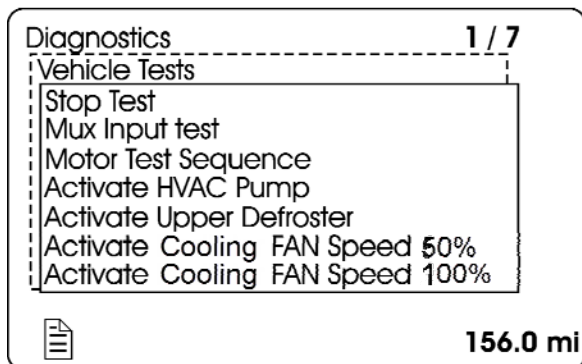 Diagnostics 1 / 7
Vehicle Tests
Stop Test
Mux Input test
Motor Test Sequence
Activate HVAC Pump
Activate Upper Defroster
Activate Cooling FAN Speed 50%
Activate Cooling FAN Speed 100%
156.0 mi